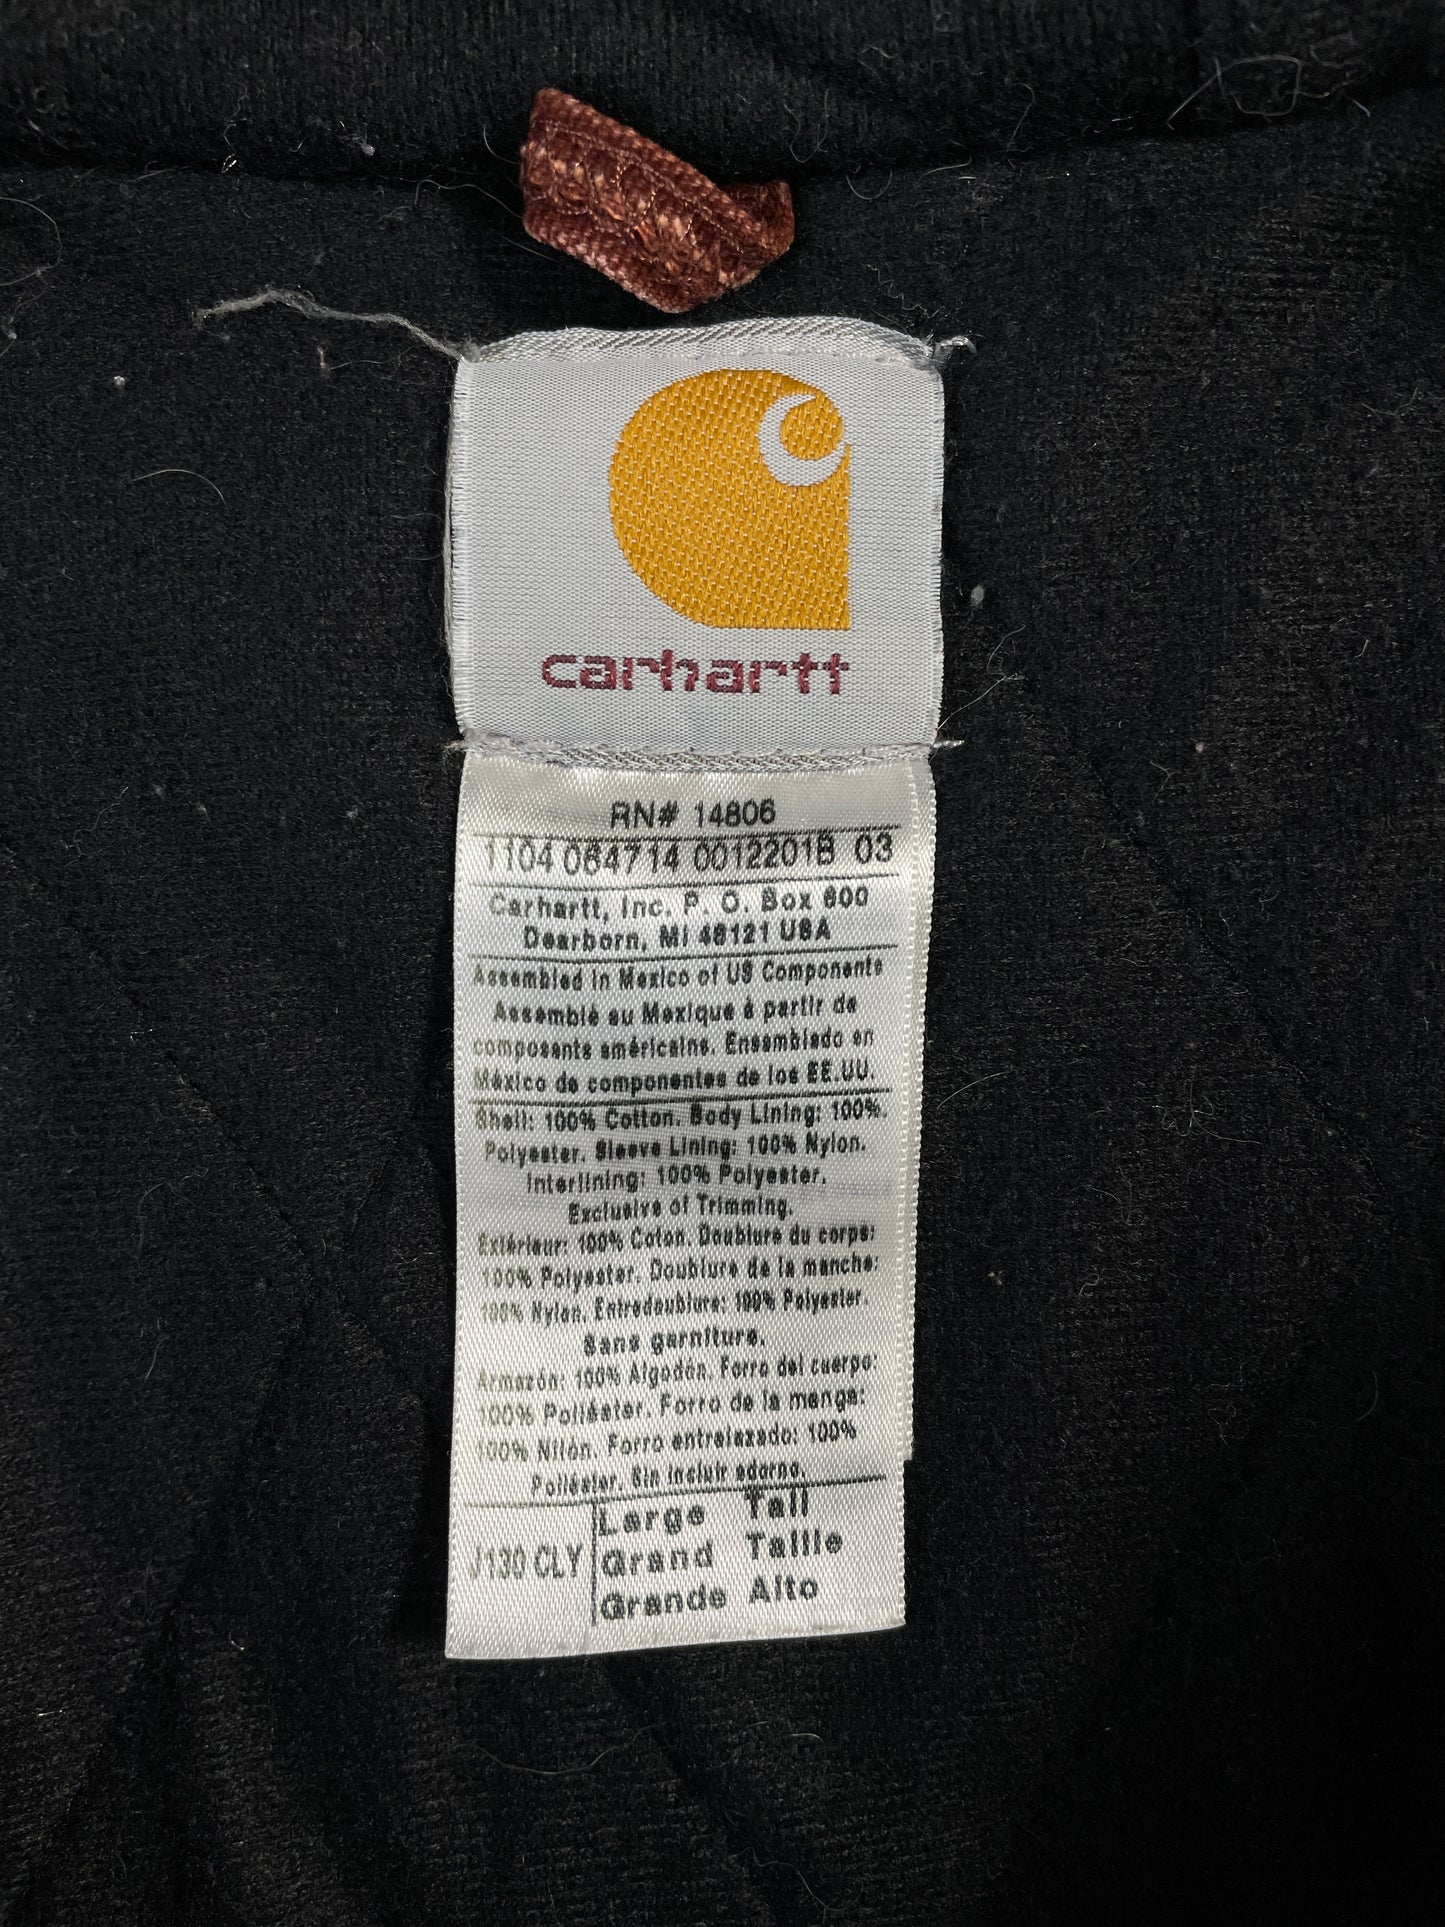 carhartt
RN# 14806
1104 064714 0012201B 03
Carhartt, Inc. P. O. Box 600
Dearborn, MI 48121 USA
Assembled in Mexico of US Components
Assemblé au Mexique à partir de
composants américains. Ensamblado en
México de componentes de los EE.UU.
Shell: 100% Cotton. Body Lining: 100%.
Polyester. Sleeve Lining: 100% Nylon.
Interlining: 100% Polyester.
Exclusive of Trimming.
Extérieur: 100% Coton. Doublure du corps:
100% Polyester. Doublure de la manche:
100% Nylon. Entredoublure: 100% Polyester.
Sans garniture.
Armazón: 100% Algodón. Forro del cuerpo:
100% Poliéster. Forro de la manga:
100% Nilón. Forro entrelazado: 100%
Poliéster. Sin incluir adorno.
J130 CLY
Large Tall
Grand Taille
Grande Alto